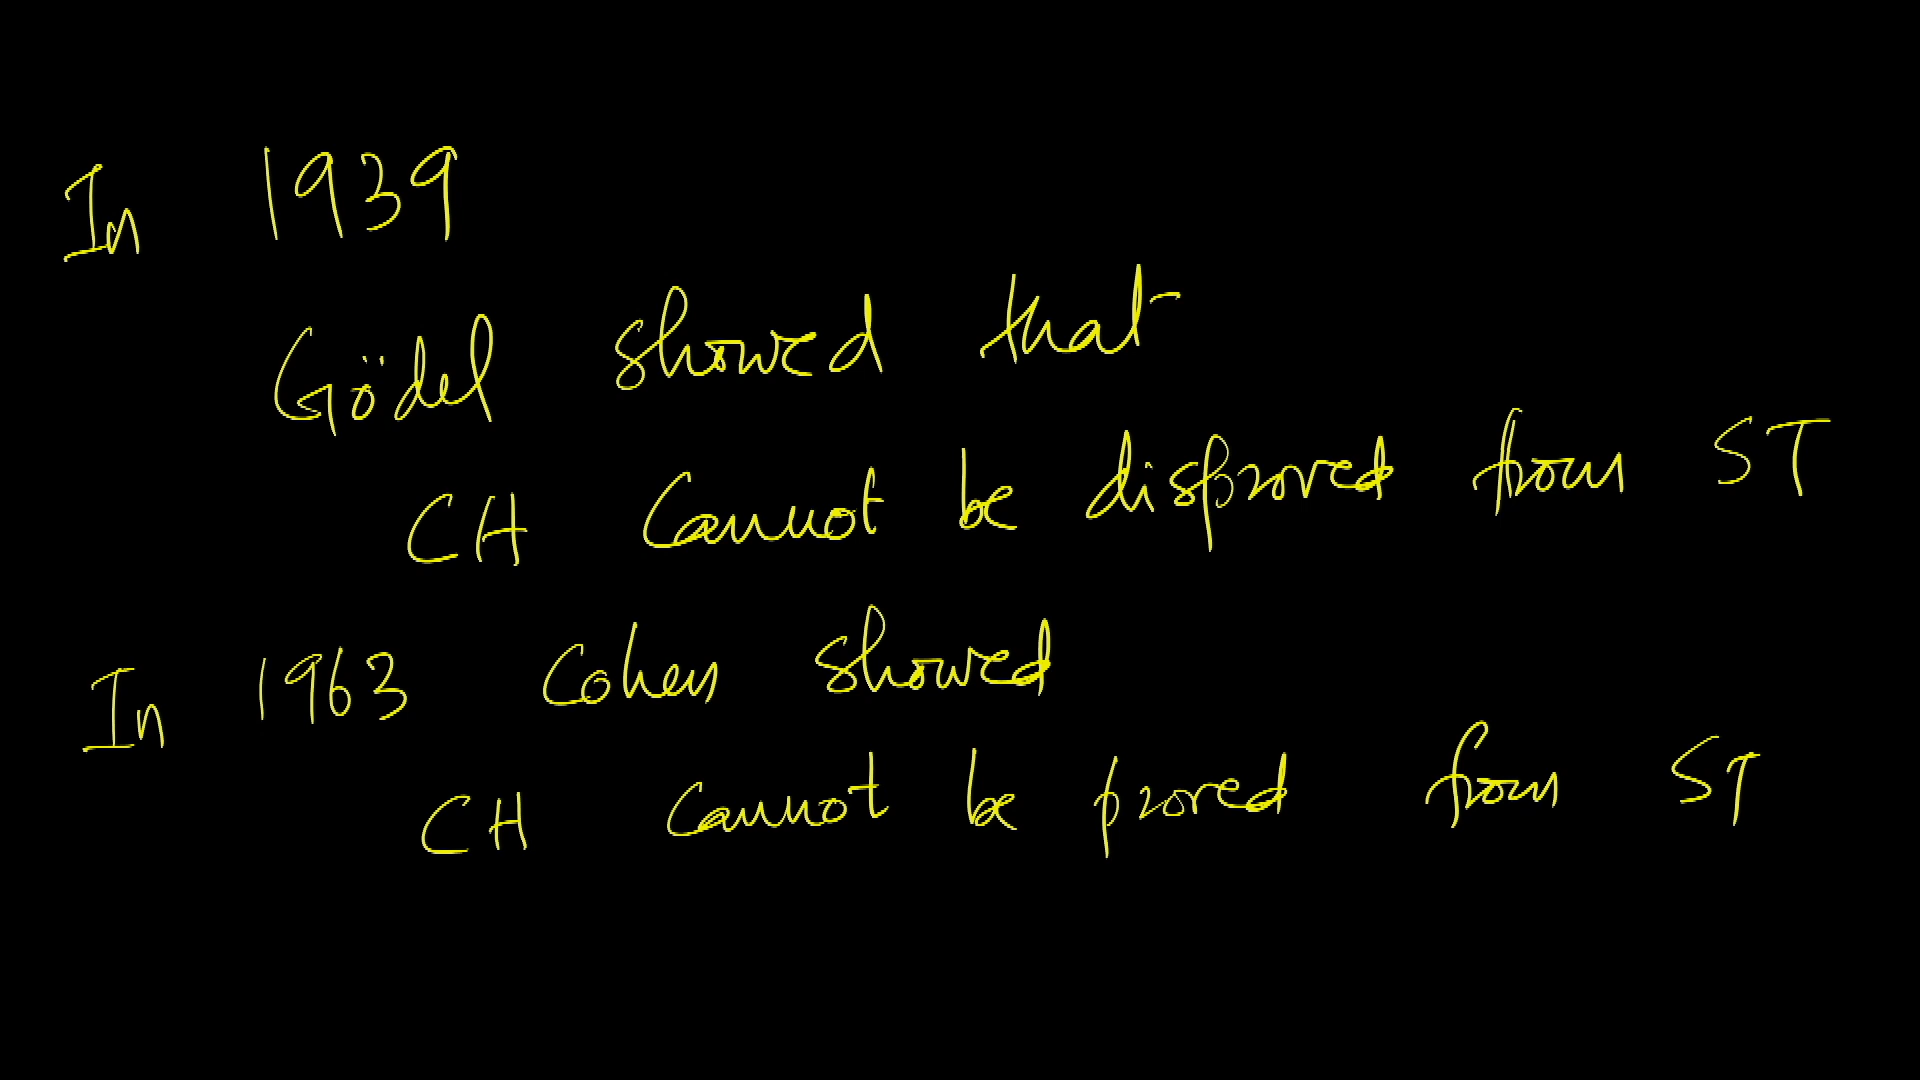 In 1939
Gödel showed that
CH cannot be disproved from ST
In 1963 Cohen showed
CH cannot be proved from ST